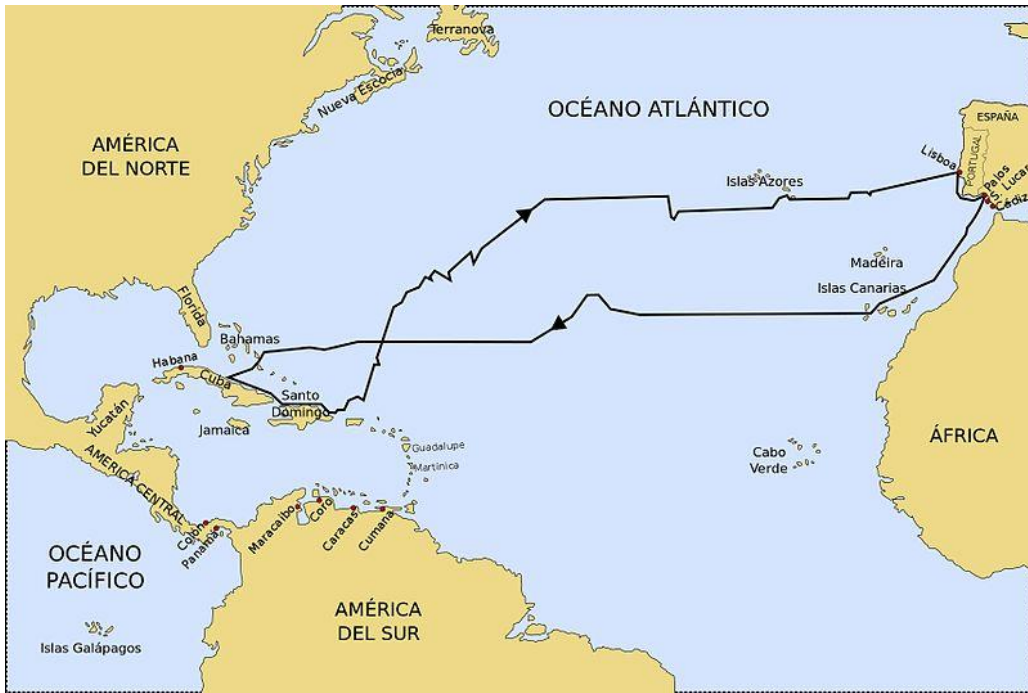 Terranova
Nueva Escocia
OCÉANO ATLÁNTICO
ESPAÑA
PORTUGAL
AMÉRICA
DEL NORTE
Lisboa
Islas Azores
Palos
S. Lucar
Cádiz
Madeira
Islas Canarias
Florida
Bahamas
Habana
Cuba
Santo
Domingo
Jamaica
Yucatán
Guadalupe
Martinica
AMÉRICA CENTRAL
Cabo
Verde
ÁFRICA
Colón
Panamá
Maracaibo
Coro
Caracas
Cumana
OCÉANO
PACÍFICO
AMÉRICA
DEL SUR
Islas Galápagos